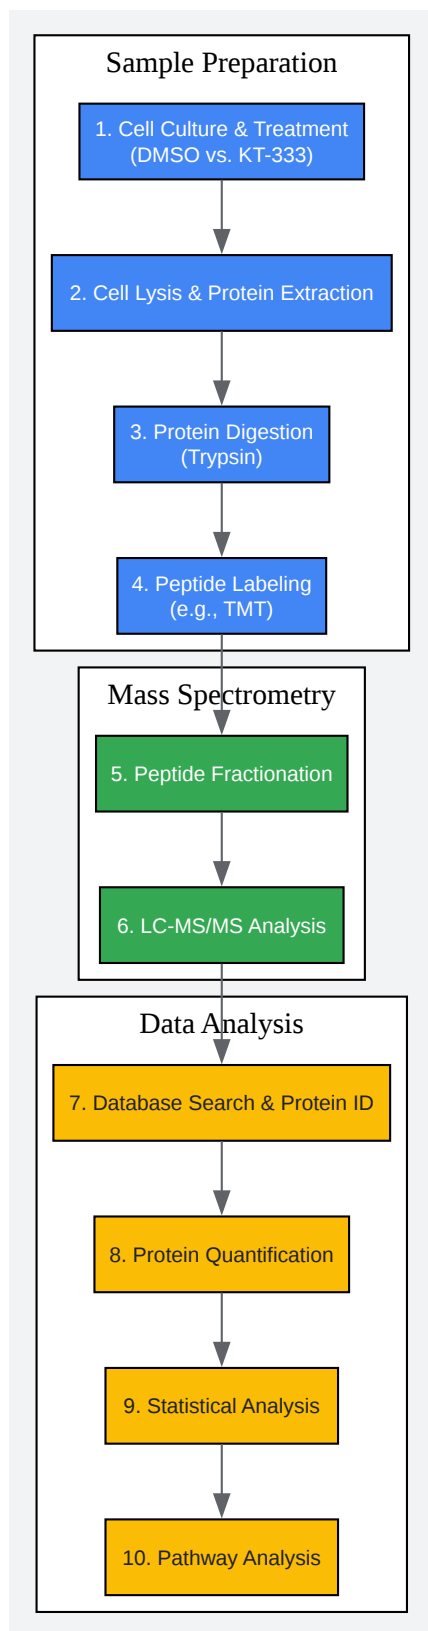 Sample Preparation
1. Cell Culture & Treatment
(DMSO vs. KT-333)
2. Cell Lysis & Protein Extraction
3. Protein Digestion
(Trypsin)
4. Peptide Labeling
(e.g., TMT)
Mass Spectrometry
5. Peptide Fractionation
6. LC-MS/MS Analysis
Data Analysis
7. Database Search & Protein ID
8. Protein Quantification
9. Statistical Analysis
10. Pathway Analysis